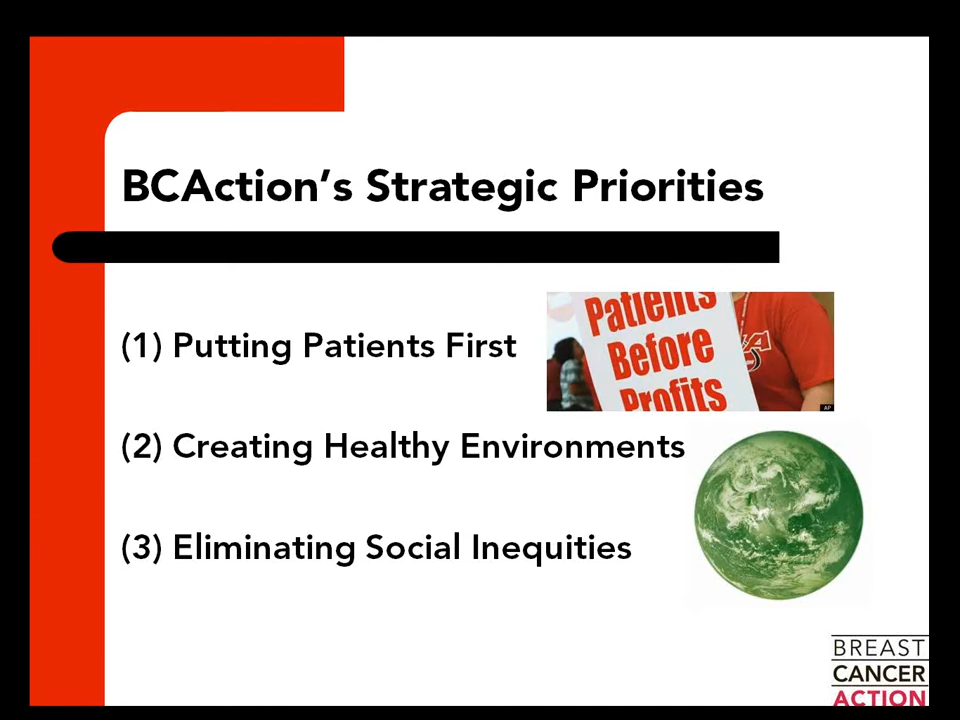 BCAction’s Strategic Priorities
(1) Putting Patients First
Patients
Before
Profits
AP
(2) Creating Healthy Environments
(3) Eliminating Social Inequities
BREAST
CANCER
ACTION